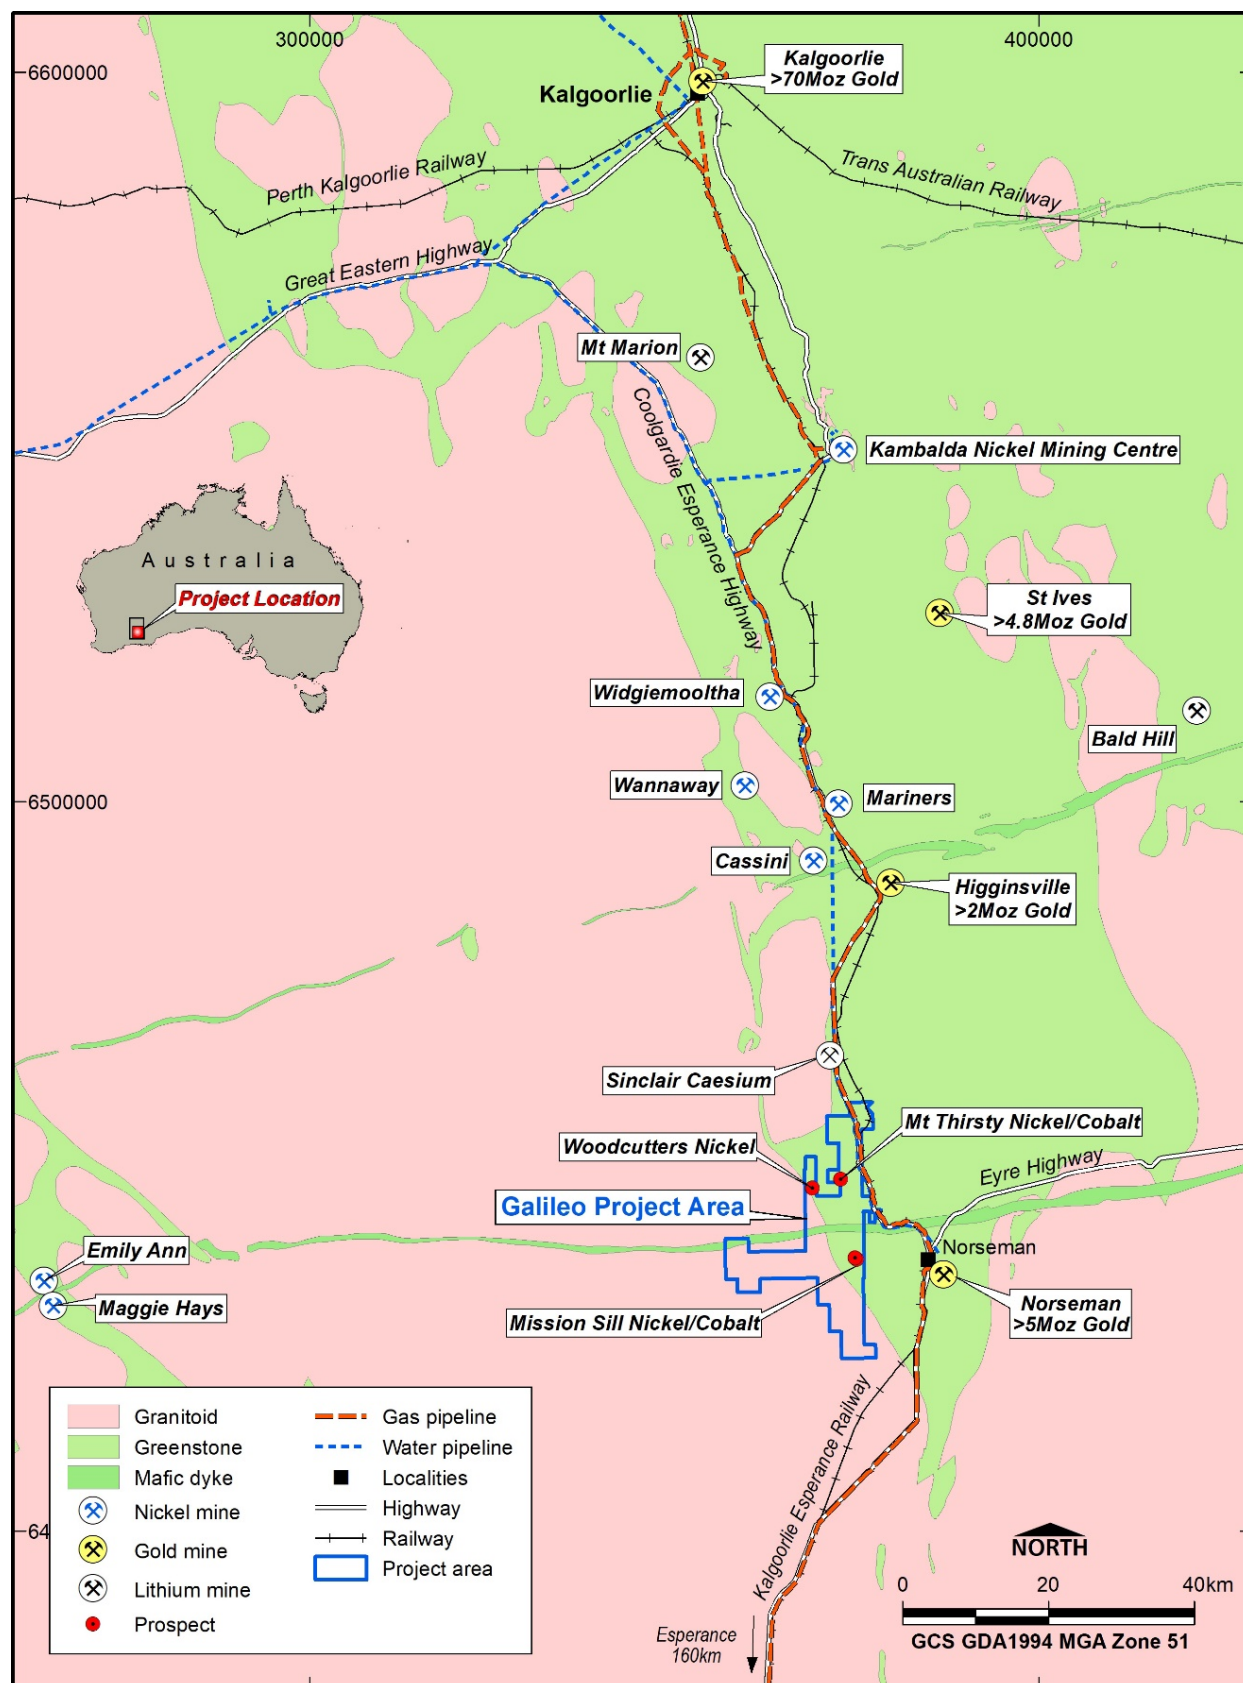 300000
400000
6600000
Kalgoorlie
>70Moz Gold
Kalgoorlie
Perth Kalgoorlie Railway
Trans Australian Railway
Great Eastern Highway
Mt Marion
Coolgardie Esperance Highway
Kambalda Nickel Mining Centre
Australia
Project Location
St Ives
>4.8Moz Gold
Widgiemooltha
Bald Hill
Wannaway
6500000
Mariners
Cassini
Higginsville
>2Moz Gold
Sinclair Caesium
Mt Thirsty Nickel/Cobalt
Woodcutters Nickel
Eyre Highway
Galileo Project Area
Emily Ann
Norseman
Maggie Hays
Mission Sill Nickel/Cobalt
Norseman
>5Moz Gold
Kalgoorlie Esperance Railway
Granitoid
Greenstone
Mafic dyke
Nickel mine
Gold mine
Lithium mine
Prospect
Gas pipeline
Water pipeline
Localities
Highway
Railway
Project area
64
NORTH
0 20 40km
GCS GDA1994 MGA Zone 51
Esperance
160km